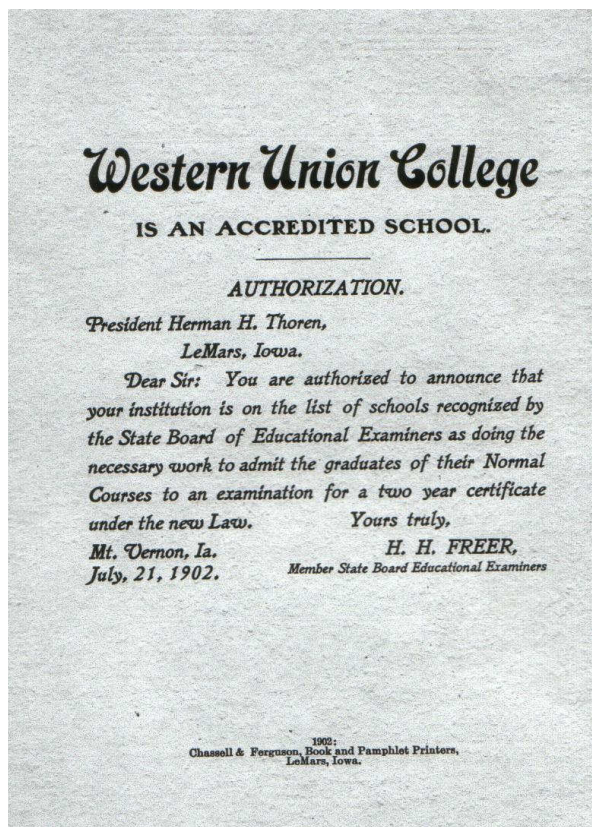 Western Union College
IS AN ACCREDITED SCHOOL.
AUTHORIZATION.
President Herman H. Thoren,
LeMars, Iowa.
Dear Sir: You are authorized to announce that
your institution is on the list of schools recognized by
the State Board of Educational Examiners as doing the
necessary work to admit the graduates of their Normal
Courses to an examination for a two year certificate
under the new Law. Yours truly,
Mt. Vernon, Ia. H. H. FREER,
July, 21, 1902. Member State Board Educational Examiners
1902:
Chassell & Ferguson, Book and Pamphlet Printers,
LeMars, Iowa.